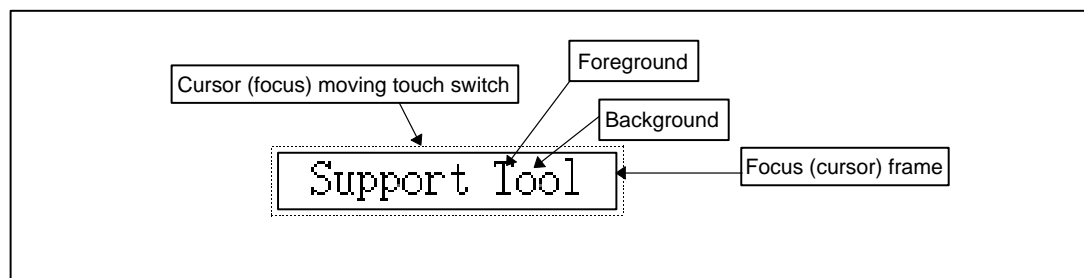 Foreground
Cursor (focus) moving touch switch
Background
Support Tool
Focus (cursor) frame